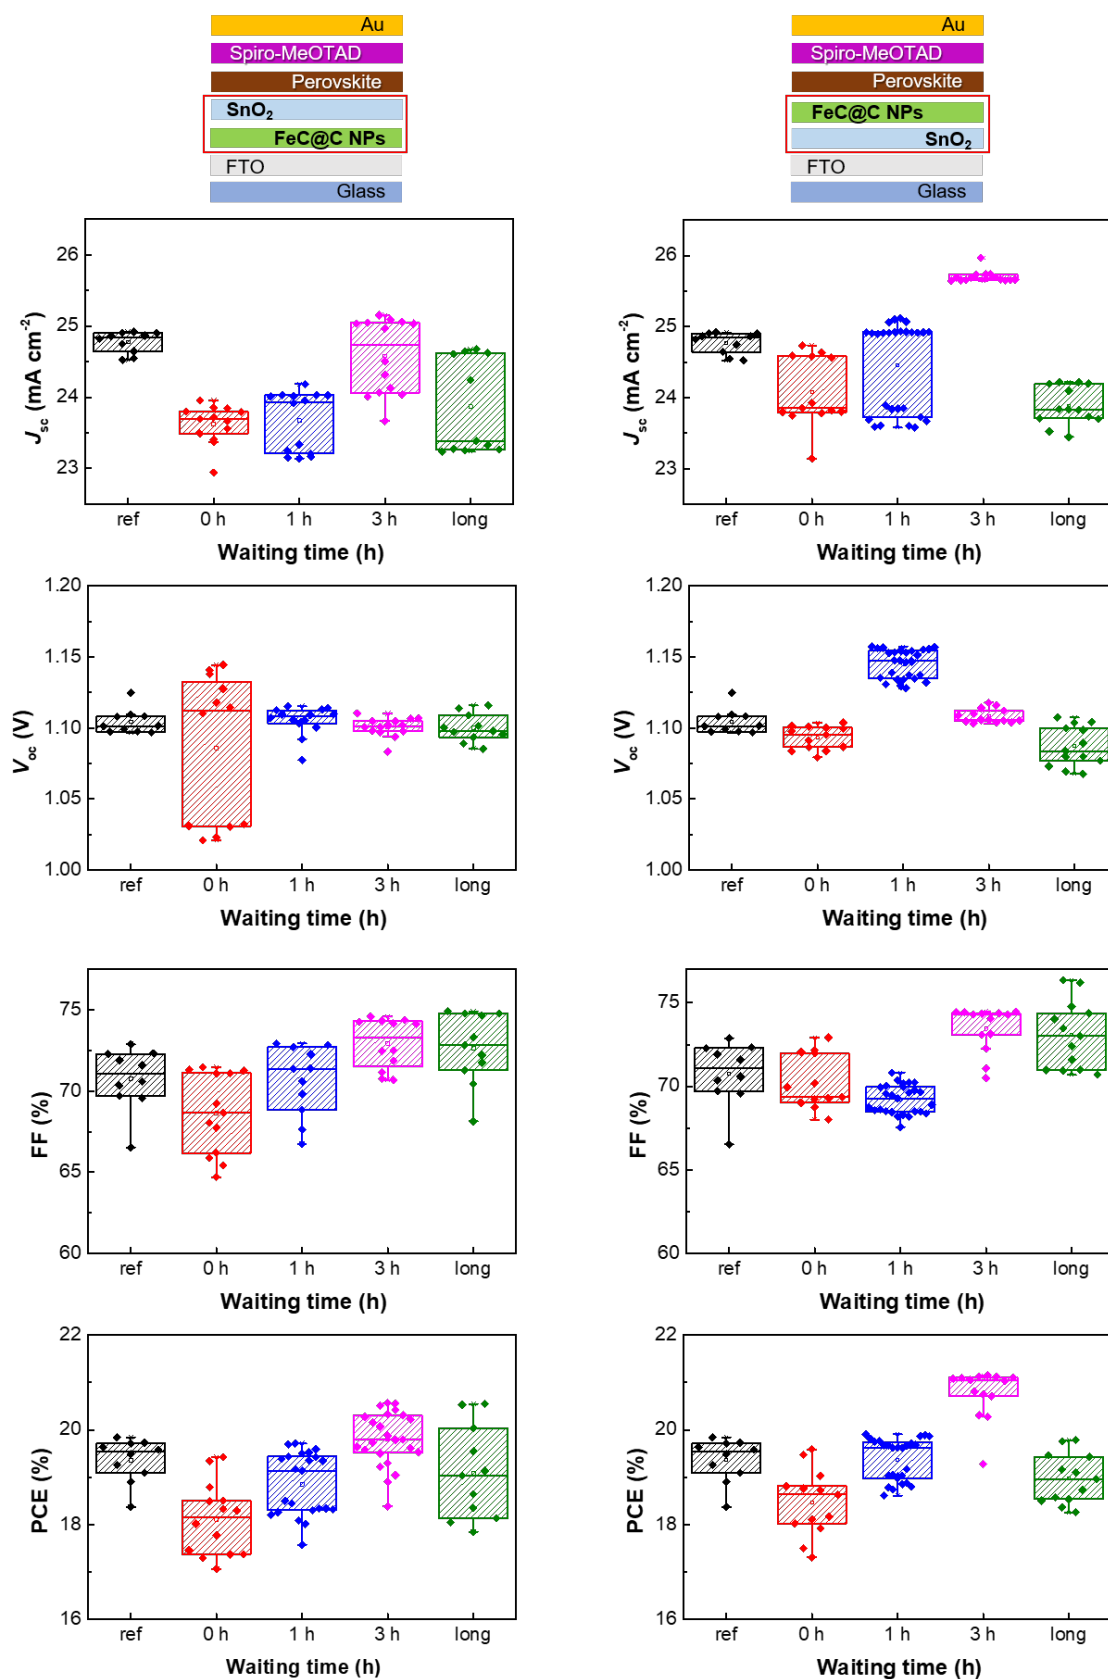 Au
Spiro-MeOTAD
Perovskite
SnO₂
FeC@C NPs
FTO
Glass
Au
Spiro-MeOTAD
Perovskite
FeC@C NPs
SnO₂
FTO
Glass
J_sc (mA cm⁻²)
26
25
24
23
ref 0 h 1 h 3 h long
Waiting time (h)
J_sc (mA cm⁻²)
26
25
24
23
ref 0 h 1 h 3 h long
Waiting time (h)
V_oc (V)
1.20
1.15
1.10
1.05
1.00
ref 0 h 1 h 3 h long
Waiting time (h)
V_oc (V)
1.20
1.15
1.10
1.05
1.00
ref 0 h 1 h 3 h long
Waiting time (h)
FF (%)
75
70
65
60
ref 0 h 1 h 3 h long
Waiting time (h)
FF (%)
75
70
65
60
ref 0 h 1 h 3 h long
Waiting time (h)
PCE (%)
22
20
18
16
ref 0 h 1 h 3 h long
Waiting time (h)
PCE (%)
22
20
18
16
ref 0 h 1 h 3 h long
Waiting time (h)